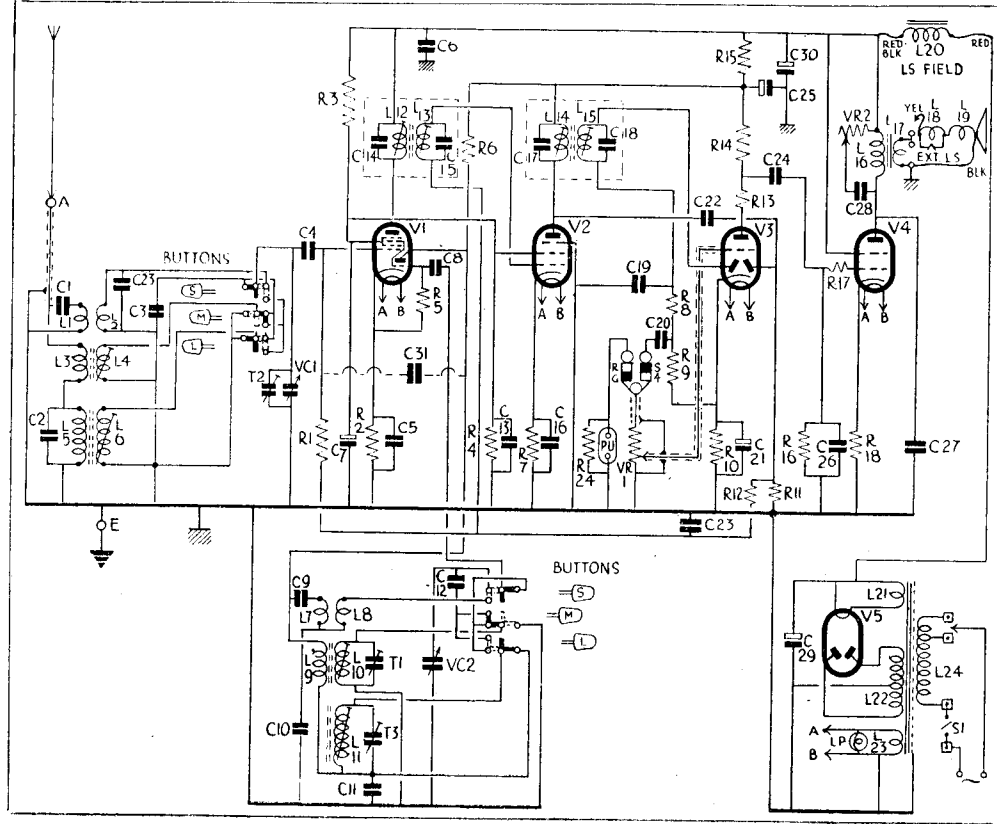 C6
R15
C30
RED
BLK
L20
RED
LS FIELD
R3
L12
L13
C14
C15
R6
L14
L15
C17
C18
C25
R14
C24
R13
VR2
L16
L17
YEL
L18
L19
EXT. LS
BLK
C28
A
BUTTONS
C4
V1
C8
V2
C22
V3
V4
C1
C23
C3
S
M
L
L1
L2
A
B
R5
A
B
C19
R8
A
B
R17
A
B
L3
L4
T2
VC1
C31
C20
RG
S4
R9
C2
L5
L6
R1
C7
R2
C5
R4
C13
R7
C16
R24
PU
VR1
R10
C21
R16
C26
R18
C27
R12
R11
E
C23
C9
L7
L8
C12
BUTTONS
S
M
L
L9
L10
T1
VC2
C10
L11
T3
C11
C29
V5
L21
L22
L24
A
B
LP
L23
S1